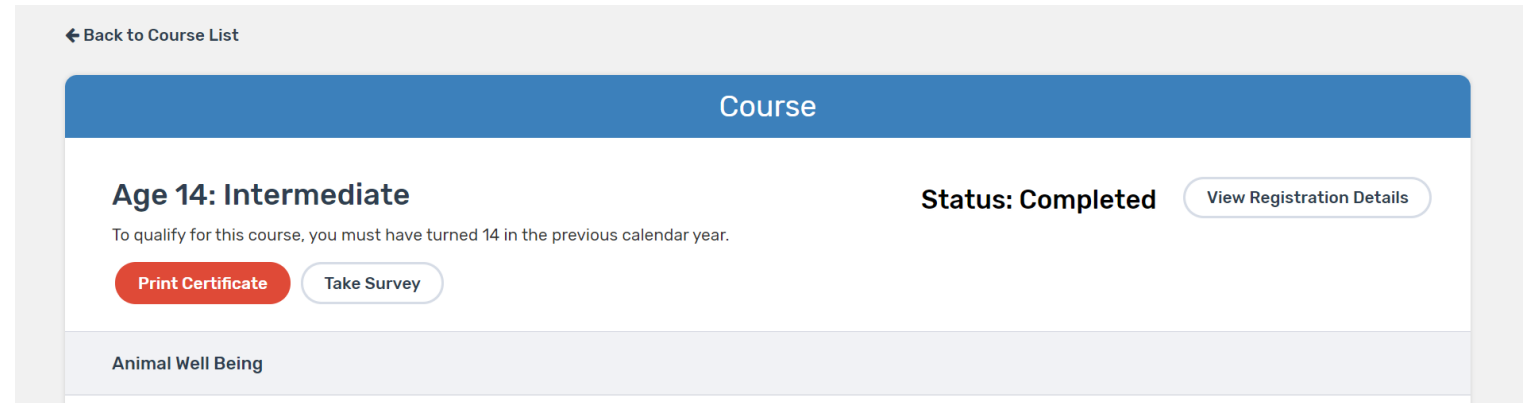 Back to Course List
Course
Age 14: Intermediate
Status: Completed
View Registration Details
To qualify for this course, you must have turned 14 in the previous calendar year.
Print Certificate
Take Survey
Animal Well Being